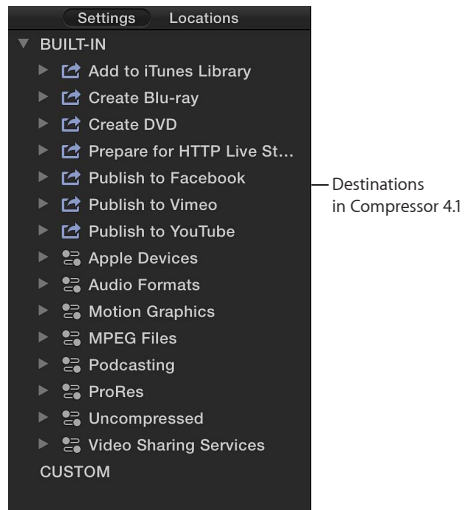 Settings Locations
BUILT-IN
Add to iTunes Library
Create Blu-ray
Create DVD
Prepare for HTTP Live St...
Publish to Facebook
Publish to Vimeo
Publish to YouTube
Apple Devices
Audio Formats
Motion Graphics
MPEG Files
Podcasting
ProRes
Uncompressed
Video Sharing Services
CUSTOM
Destinations
in Compressor 4.1